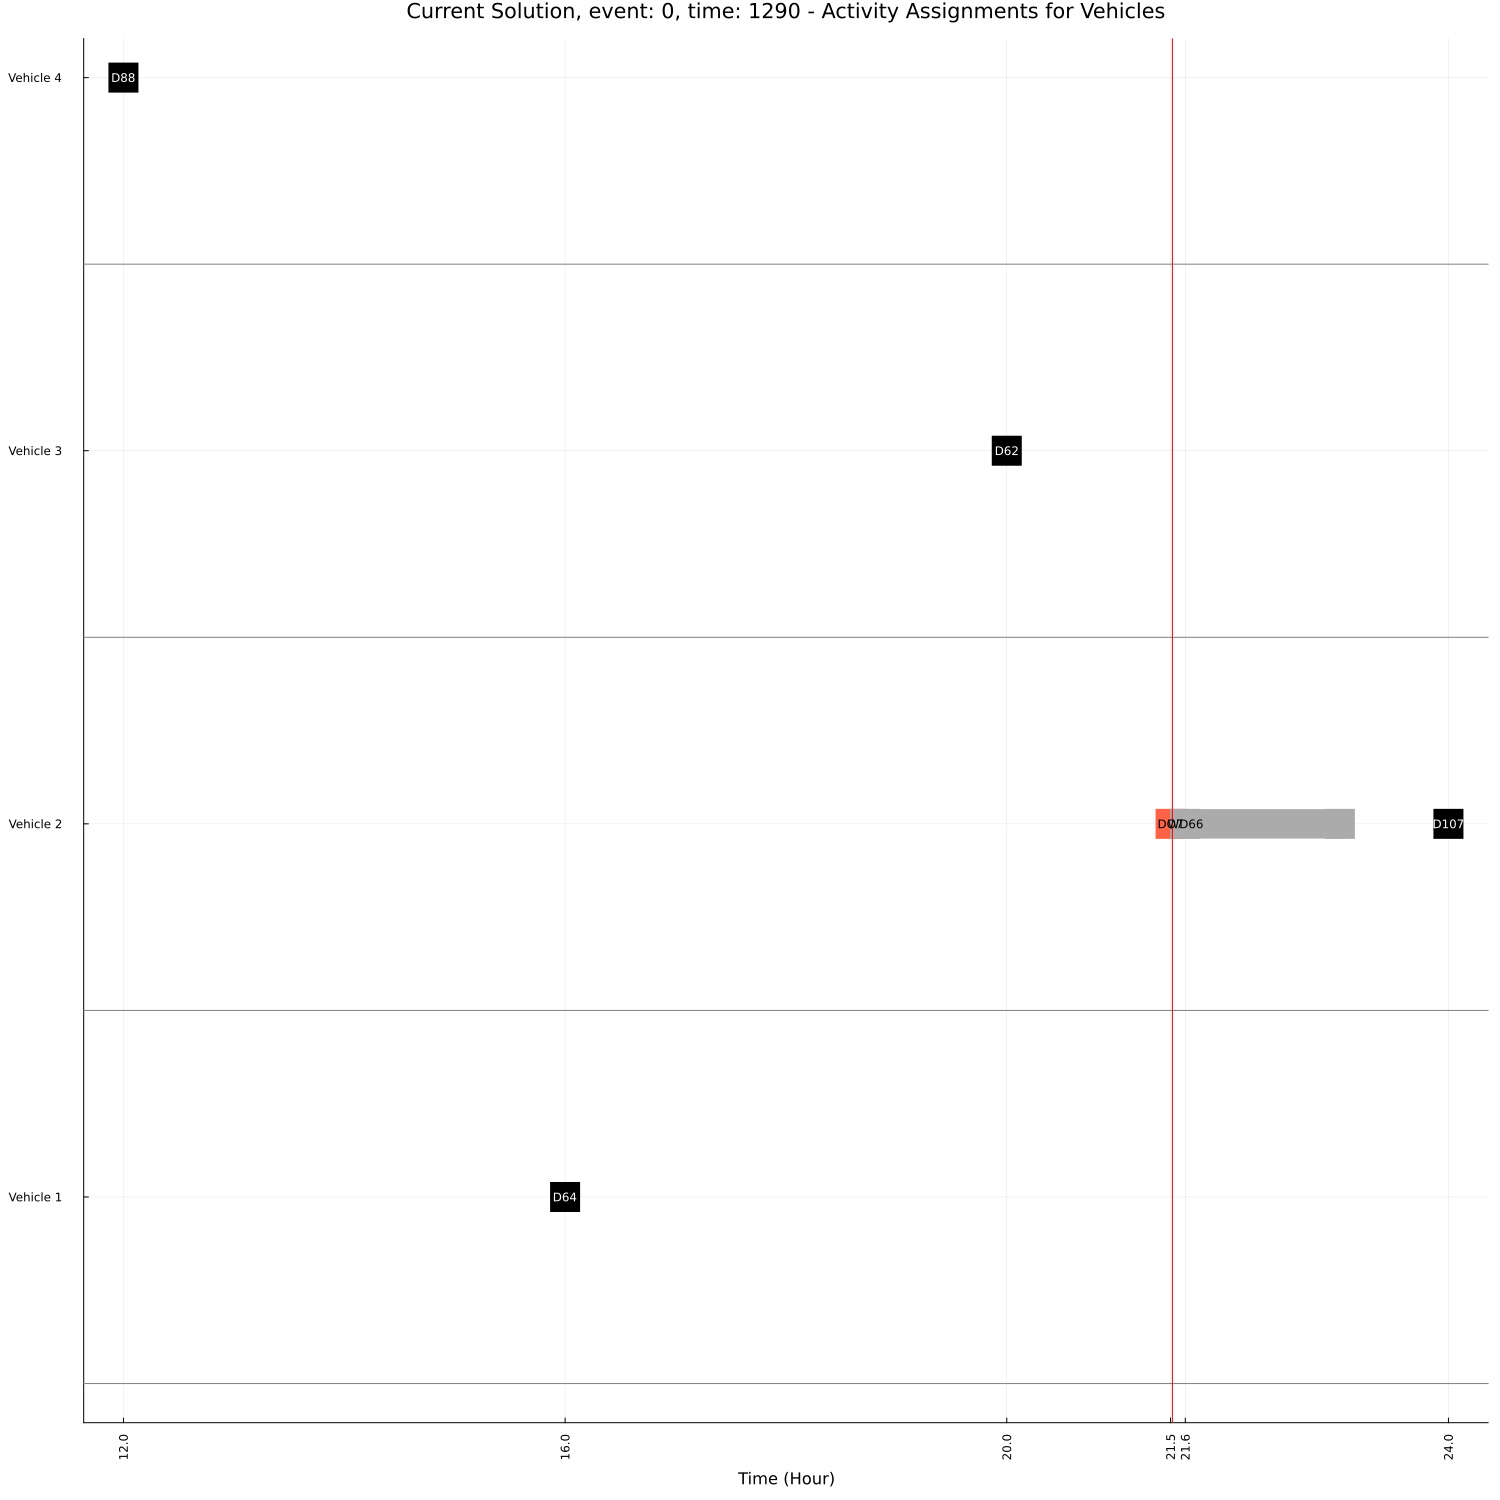 Current Solution, event: 0, time: 1290 - Activity Assignments for Vehicles
Vehicle 4
D88
Vehicle 3
D62
Vehicle 2
D66
D107
Vehicle 1
D64
12.0
16.0
20.0
21.5
21.6
24.0
Time (Hour)